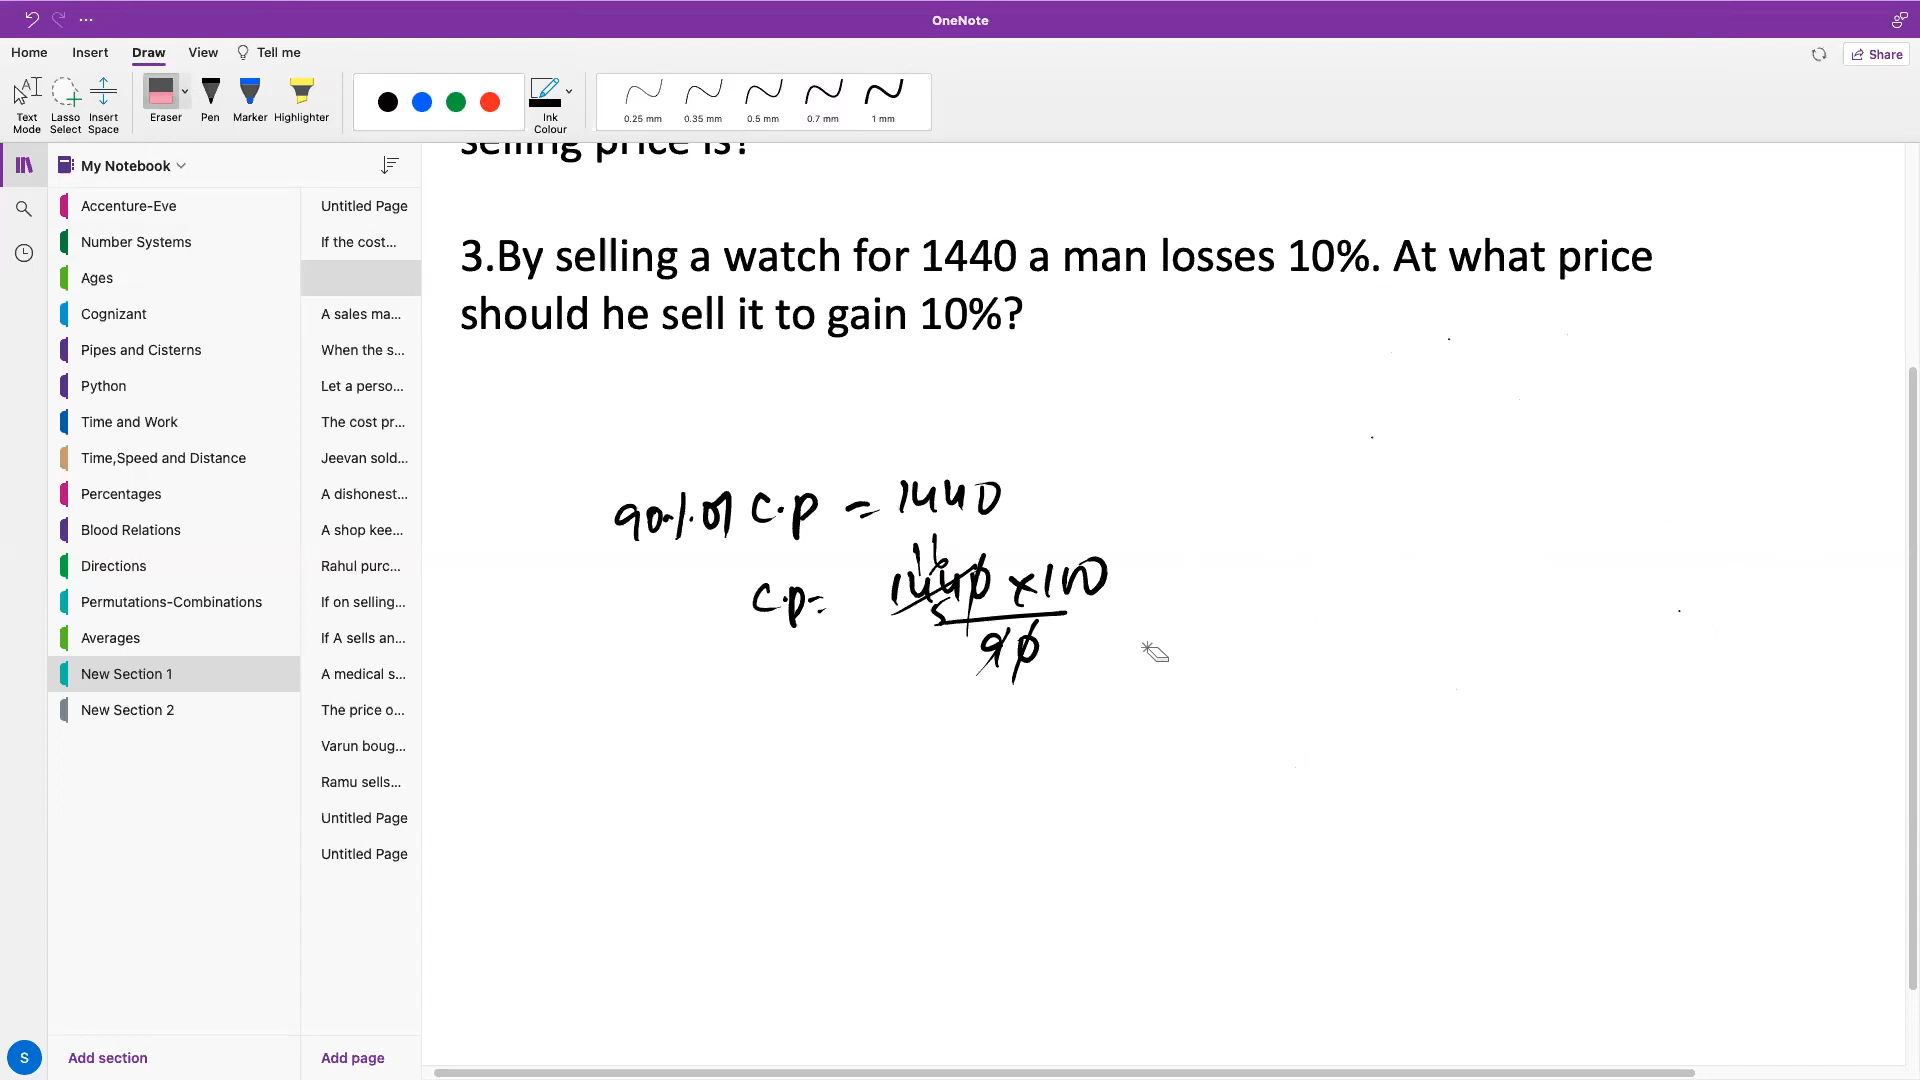 OneNote
Home Insert Draw View Tell me
Share
Text Mode
Lasso Select
Insert Space
Eraser
Pen
Marker
Highlighter
Ink Colour
0.25 mm
0.35 mm
0.5 mm
0.7 mm
1 mm
My Notebook
Accenture-Eve
Number Systems
Ages
Cognizant
Pipes and Cisterns
Python
Time and Work
Time,Speed and Distance
Percentages
Blood Relations
Directions
Permutations-Combinations
Averages
New Section 1
New Section 2
Add section
Untitled Page
If the cost...
A sales ma...
When the s...
Let a perso...
The cost pr...
Jeevan sold...
A dishonest...
A shop kee...
Rahul purc...
If on selling...
If A sells an...
A medical s...
The price o...
Varun boug...
Ramu sells...
Untitled Page
Untitled Page
Add page
S
selling price is?
3.By selling a watch for 1440 a man losses 10%. At what price
should he sell it to gain 10%?
90% of C.P = 1440
16
C.P = 1440 x 100
5
90